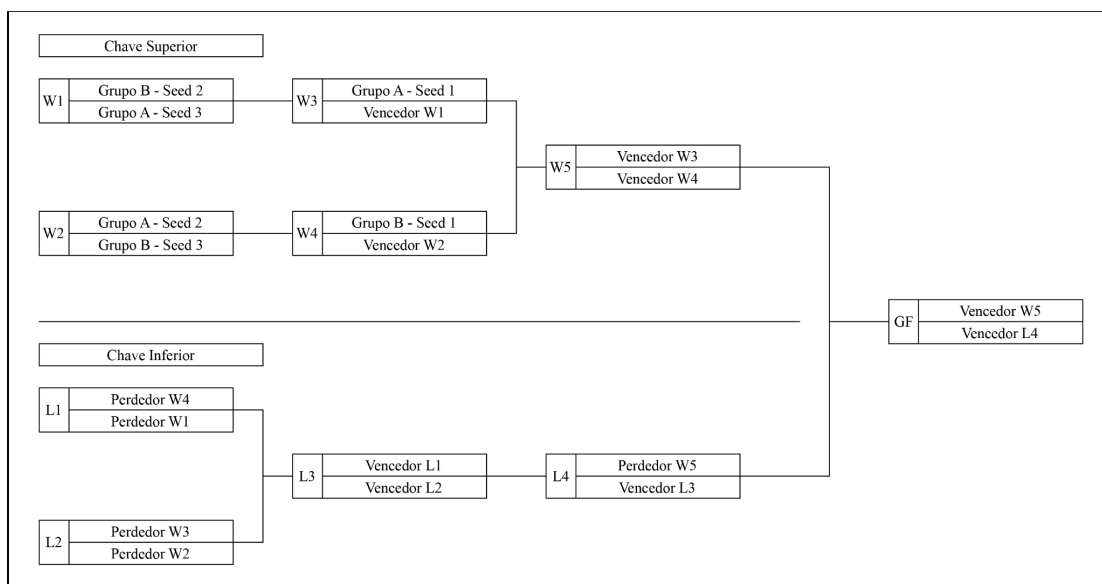 Chave Superior
W1
Grupo B - Seed 2
Grupo A - Seed 3
W3
Grupo A - Seed 1
Vencedor W1
W5
Vencedor W3
Vencedor W4
W2
Grupo A - Seed 2
Grupo B - Seed 3
W4
Grupo B - Seed 1
Vencedor W2
GF
Vencedor W5
Vencedor L4
Chave Inferior
L1
Perdedor W4
Perdedor W1
L3
Vencedor L1
Vencedor L2
L4
Perdedor W5
Vencedor L3
L2
Perdedor W3
Perdedor W2